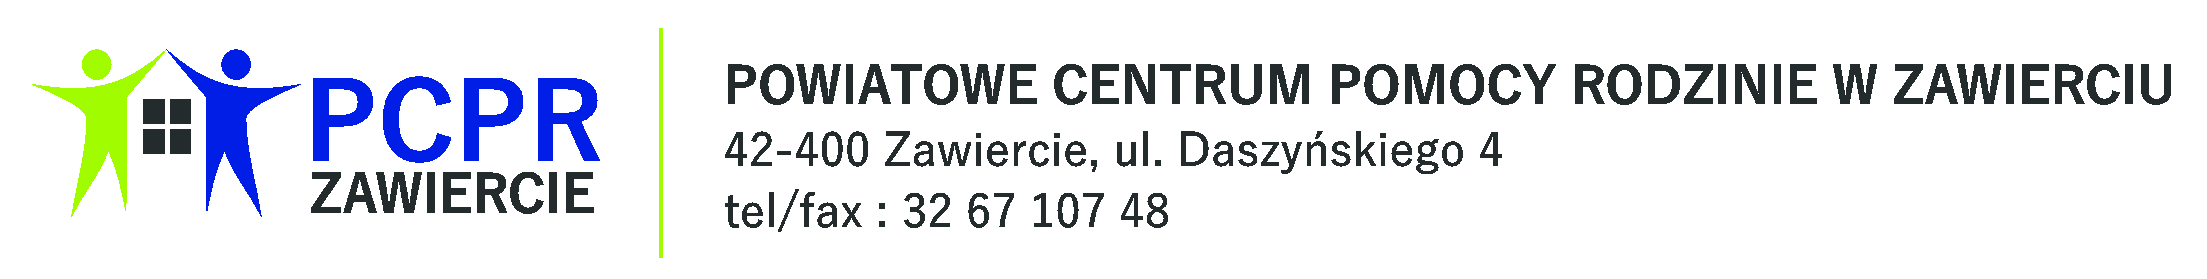 PCPR
ZAWIERCIE
POWIATOWE CENTRUM POMOCY RODZINIE W ZAWIERCIU
42-400 Zawiercie, ul. Daszyńskiego 4
tel/fax : 32 67 107 48